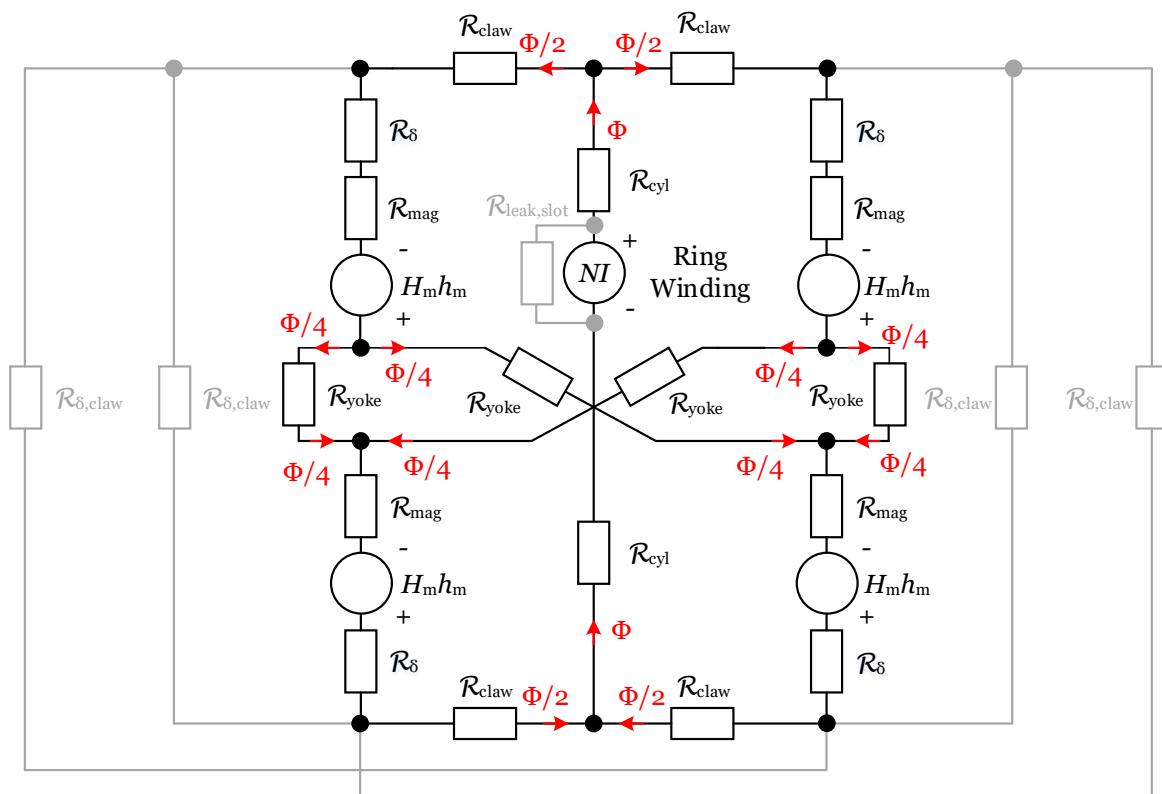 ℛclaw
ℛclaw
Φ/2
Φ/2
ℛδ
Φ
ℛδ
ℛcyl
ℛmag
ℛleak,slot
ℛmag
-
+
-
Hmhm
NI
Ring
Winding
Hmhm
+
-
+
Φ/4
Φ/4
Φ/4
Φ/4
ℛδ,claw
ℛδ,claw
ℛyoke
ℛyoke
ℛyoke
ℛyoke
ℛδ,claw
ℛδ,claw
Φ/4
Φ/4
Φ/4
Φ/4
ℛmag
ℛmag
-
ℛcyl
-
Hmhm
Hmhm
+
+
Φ
ℛδ
ℛδ
ℛclaw
Φ/2
Φ/2
ℛclaw